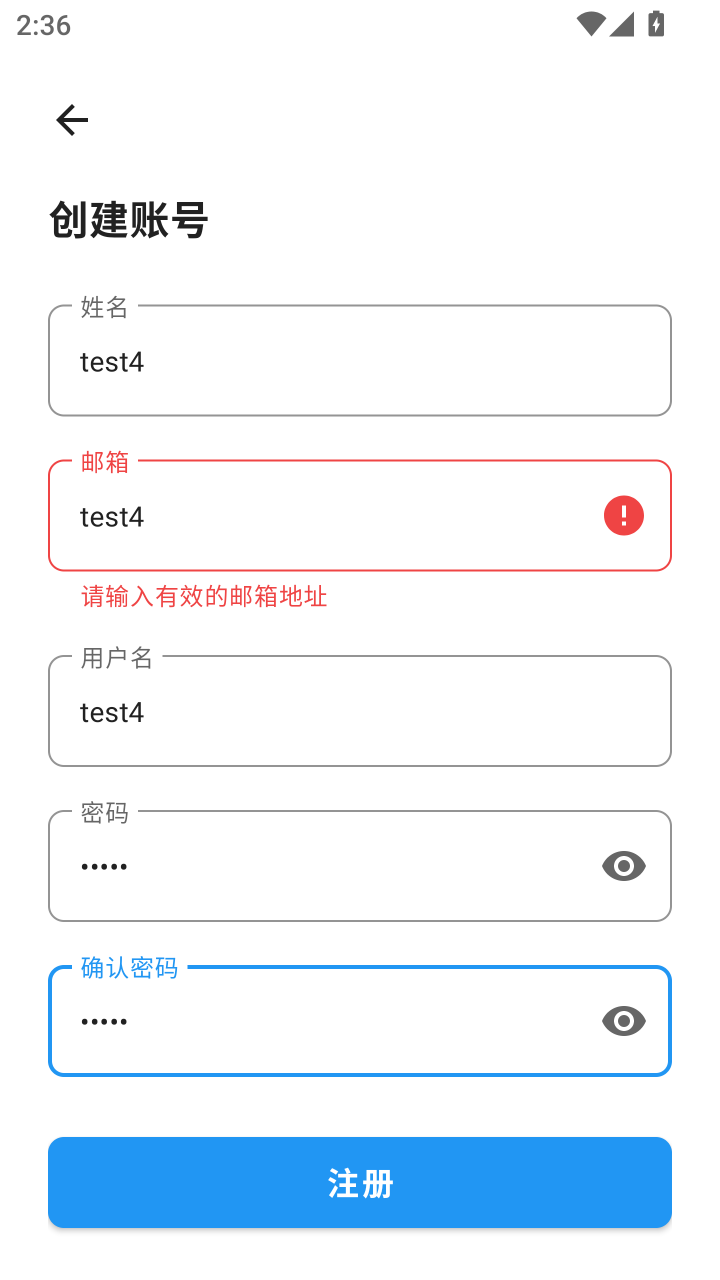 2:36
创建账号
姓名
test4
邮箱
test4
请输入有效的邮箱地址
用户名
test4
密码
•••••
确认密码
•••••
注册